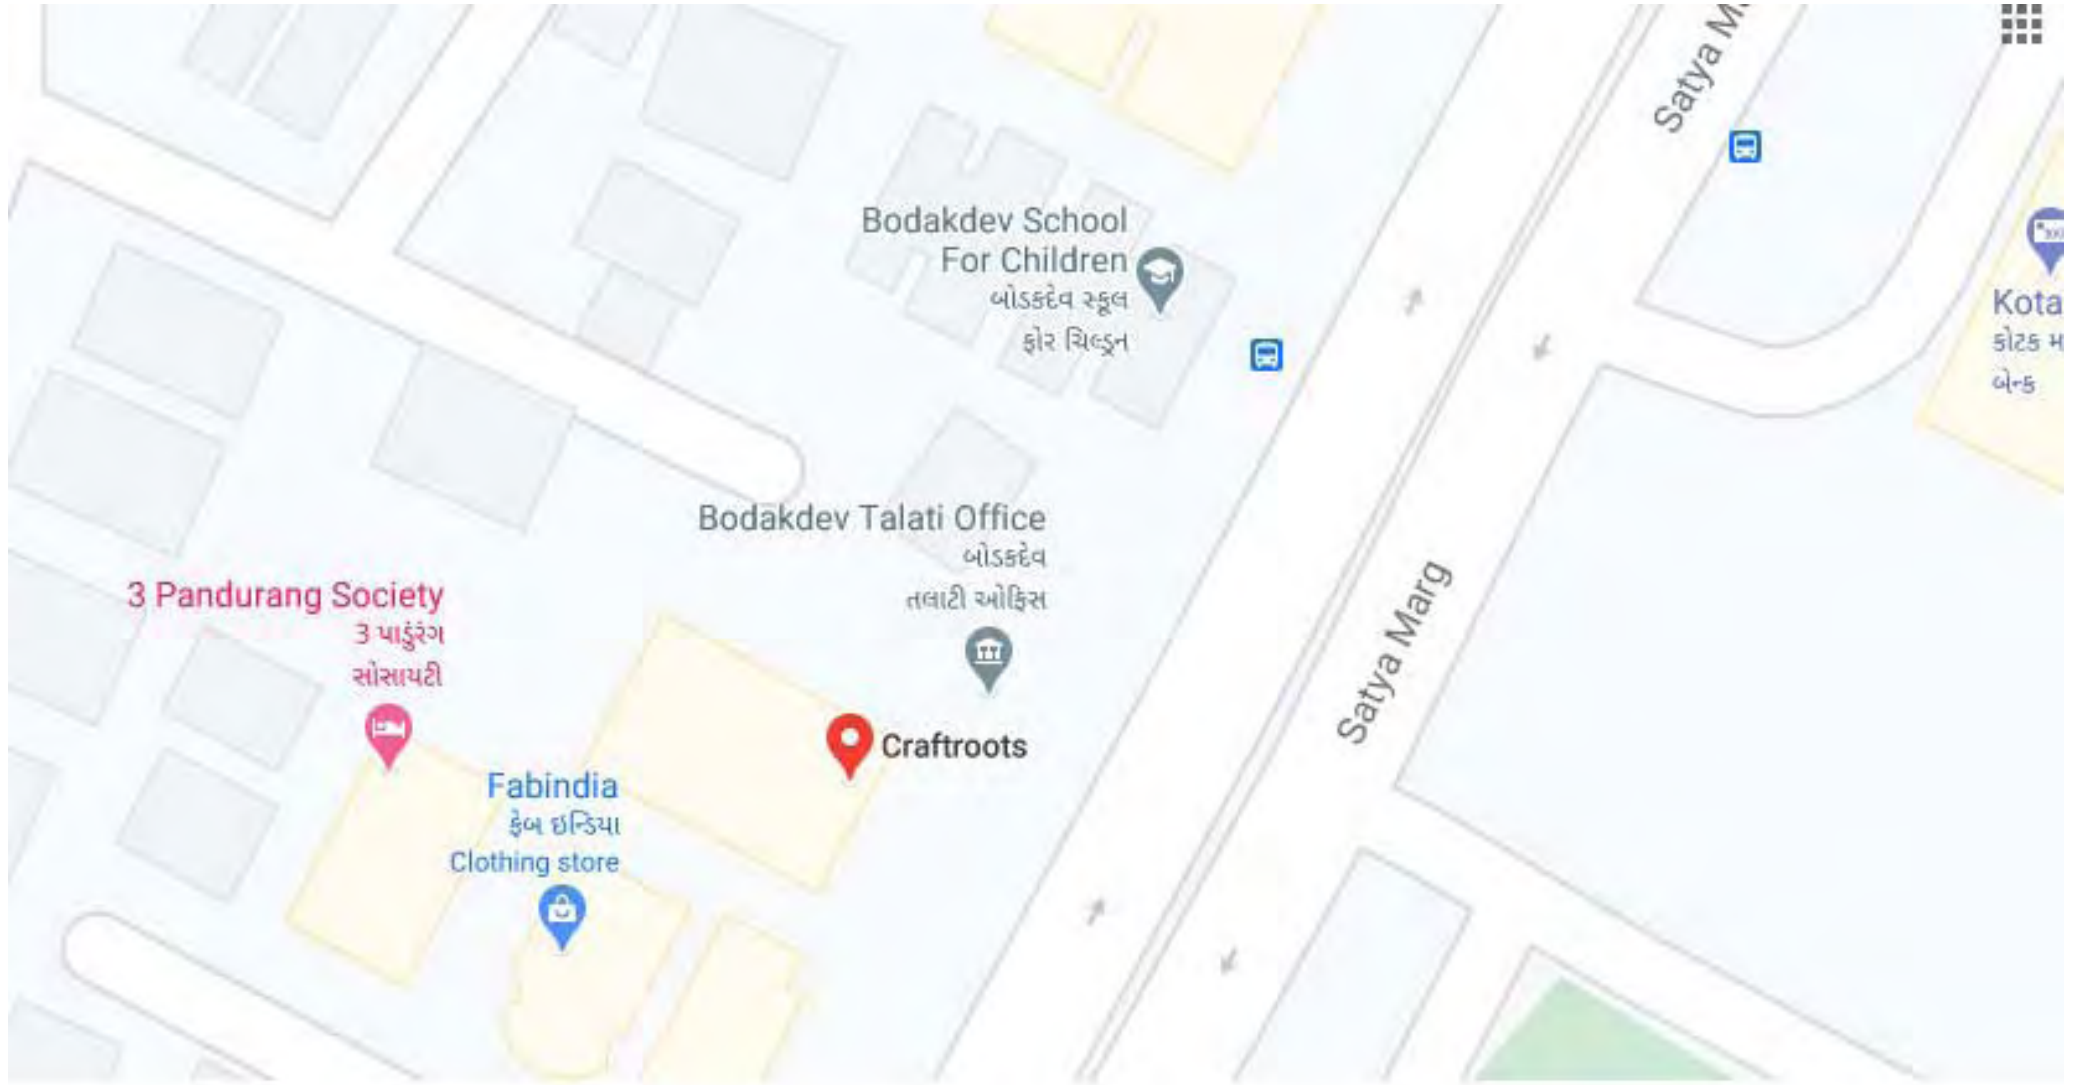 Satya M
Bodakdev School
For Children
બોડકદેવ સ્કૂલ
ફોર ચિલ્ડ્રન
Kota
કોટક મ
બેન્ક
Bodakdev Talati Office
બોડકદેવ
તલાટી ઓફિસ
3 Pandurang Society
3 પાડુંરંગ
સોસાયટી
Satya Marg
Craftroots
Fabindia
ફેબ ઇન્ડિયા
Clothing store